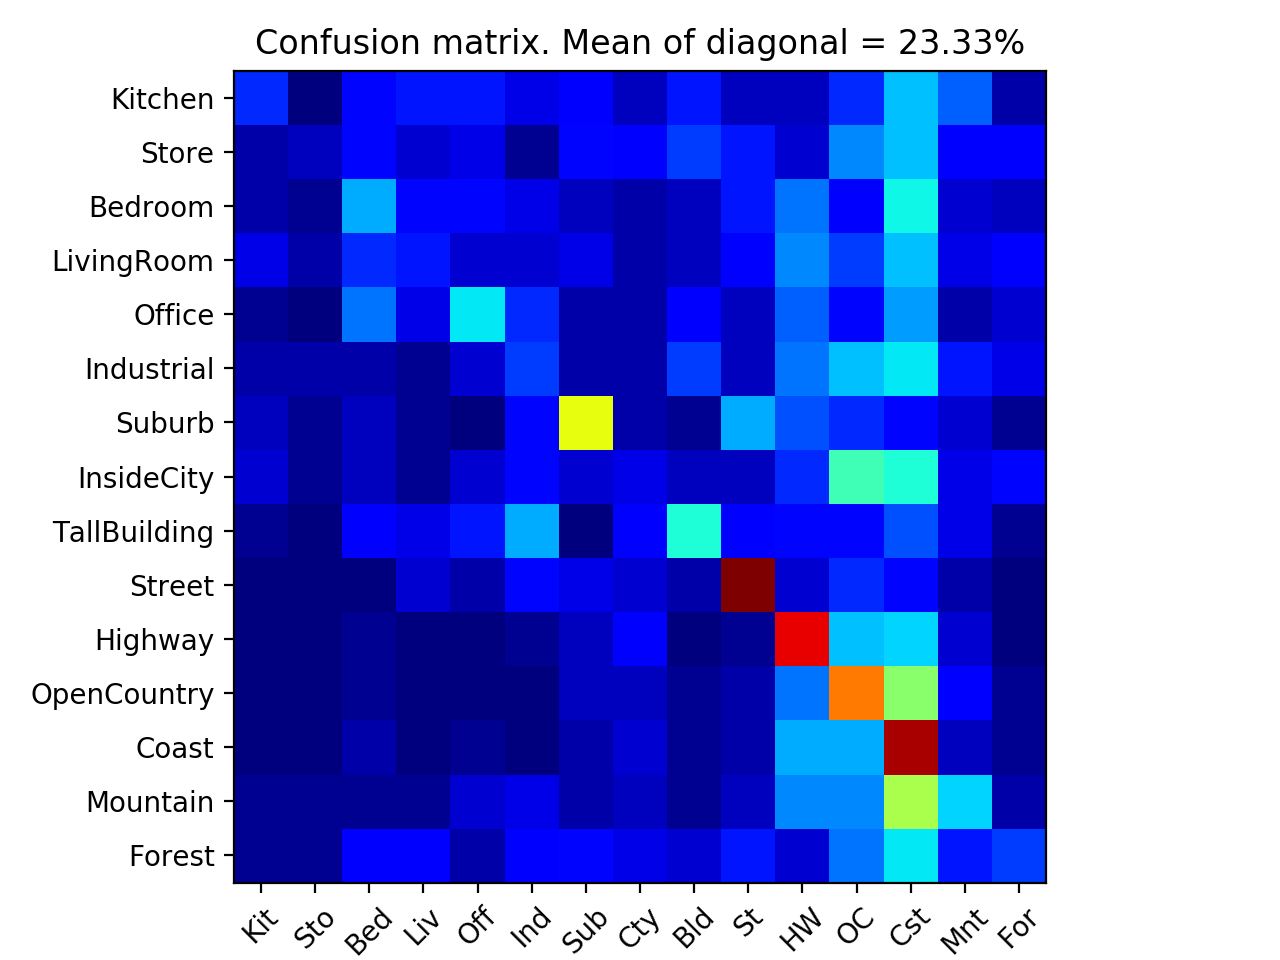 Confusion matrix. Mean of diagonal = 23.33%
Kitchen
Store
Bedroom
LivingRoom
Office
Industrial
Suburb
InsideCity
TallBuilding
Street
Highway
OpenCountry
Coast
Mountain
Forest
Kit Sto Bed Liv Off Ind Sub Cty Bld St HW OC Cst Mnt For